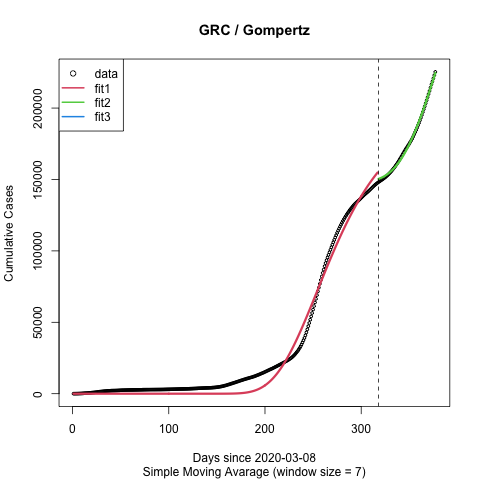 GRC / Gompertz
data
fit1
fit2
fit3
Cumulative Cases
0
50000
100000
150000
200000
0 100 200 300
Days since 2020-03-08
Simple Moving Avarage (window size = 7)